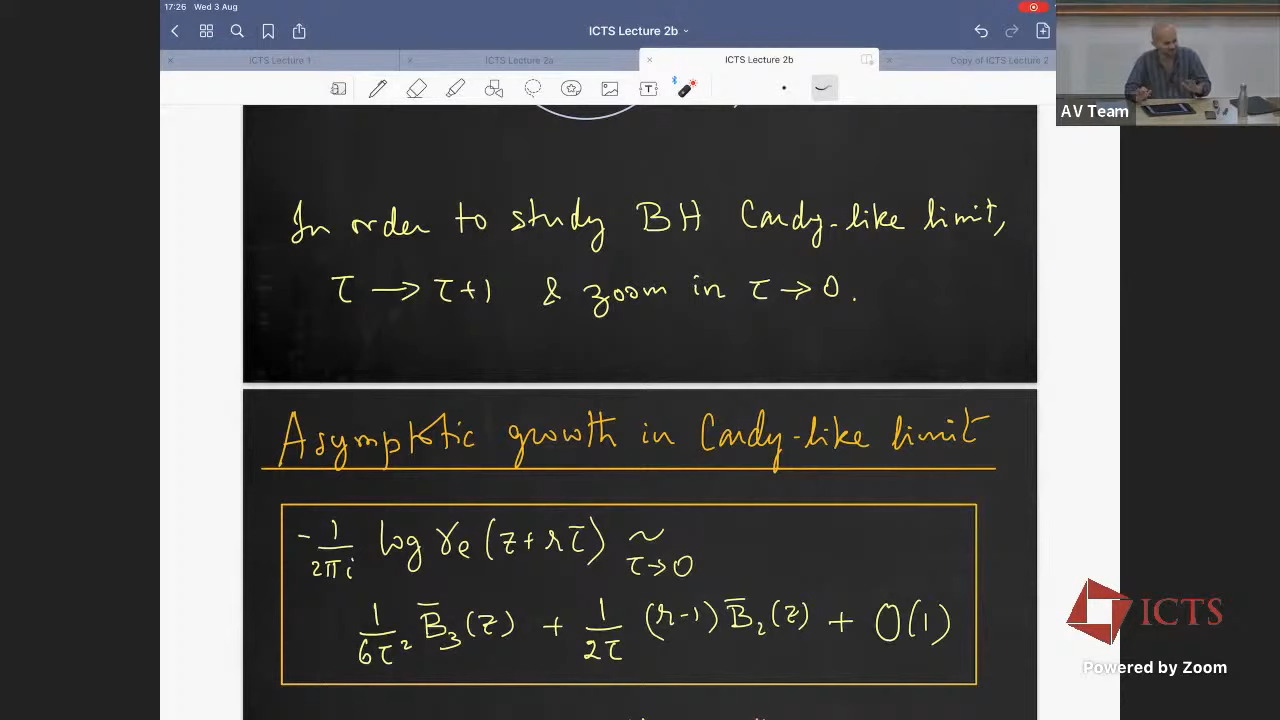 17:26 Wed 3 Aug
ICTS Lecture 2b
ICTS Lecture 1
ICTS Lecture 2a
ICTS Lecture 2b
Copy of ICTS Lecture 2
AV Team
In order to study BH Cardy-like limit,
τ → τ+1 & zoom in τ → 0.
Asymptotic growth in Cardy-like limit
-1/2πi log γe (z+rτ) ~ τ→0
1/6τ² B̄₃(z) + 1/2τ (r-1) B̄₂(z) + O(1)
ICTS
Powered by Zoom